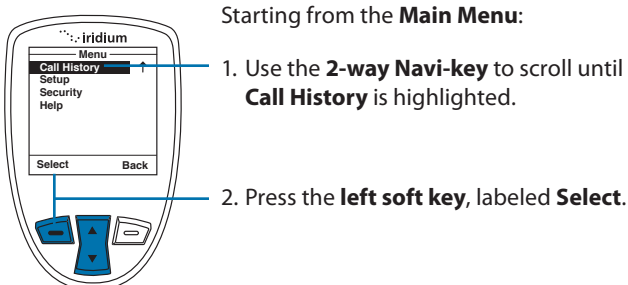 Starting from the Main Menu:
iridium
Menu
Call History
Setup
Security
Help
Select Back
1. Use the 2-way Navi-key to scroll until
Call History is highlighted.
2. Press the left soft key, labeled Select.